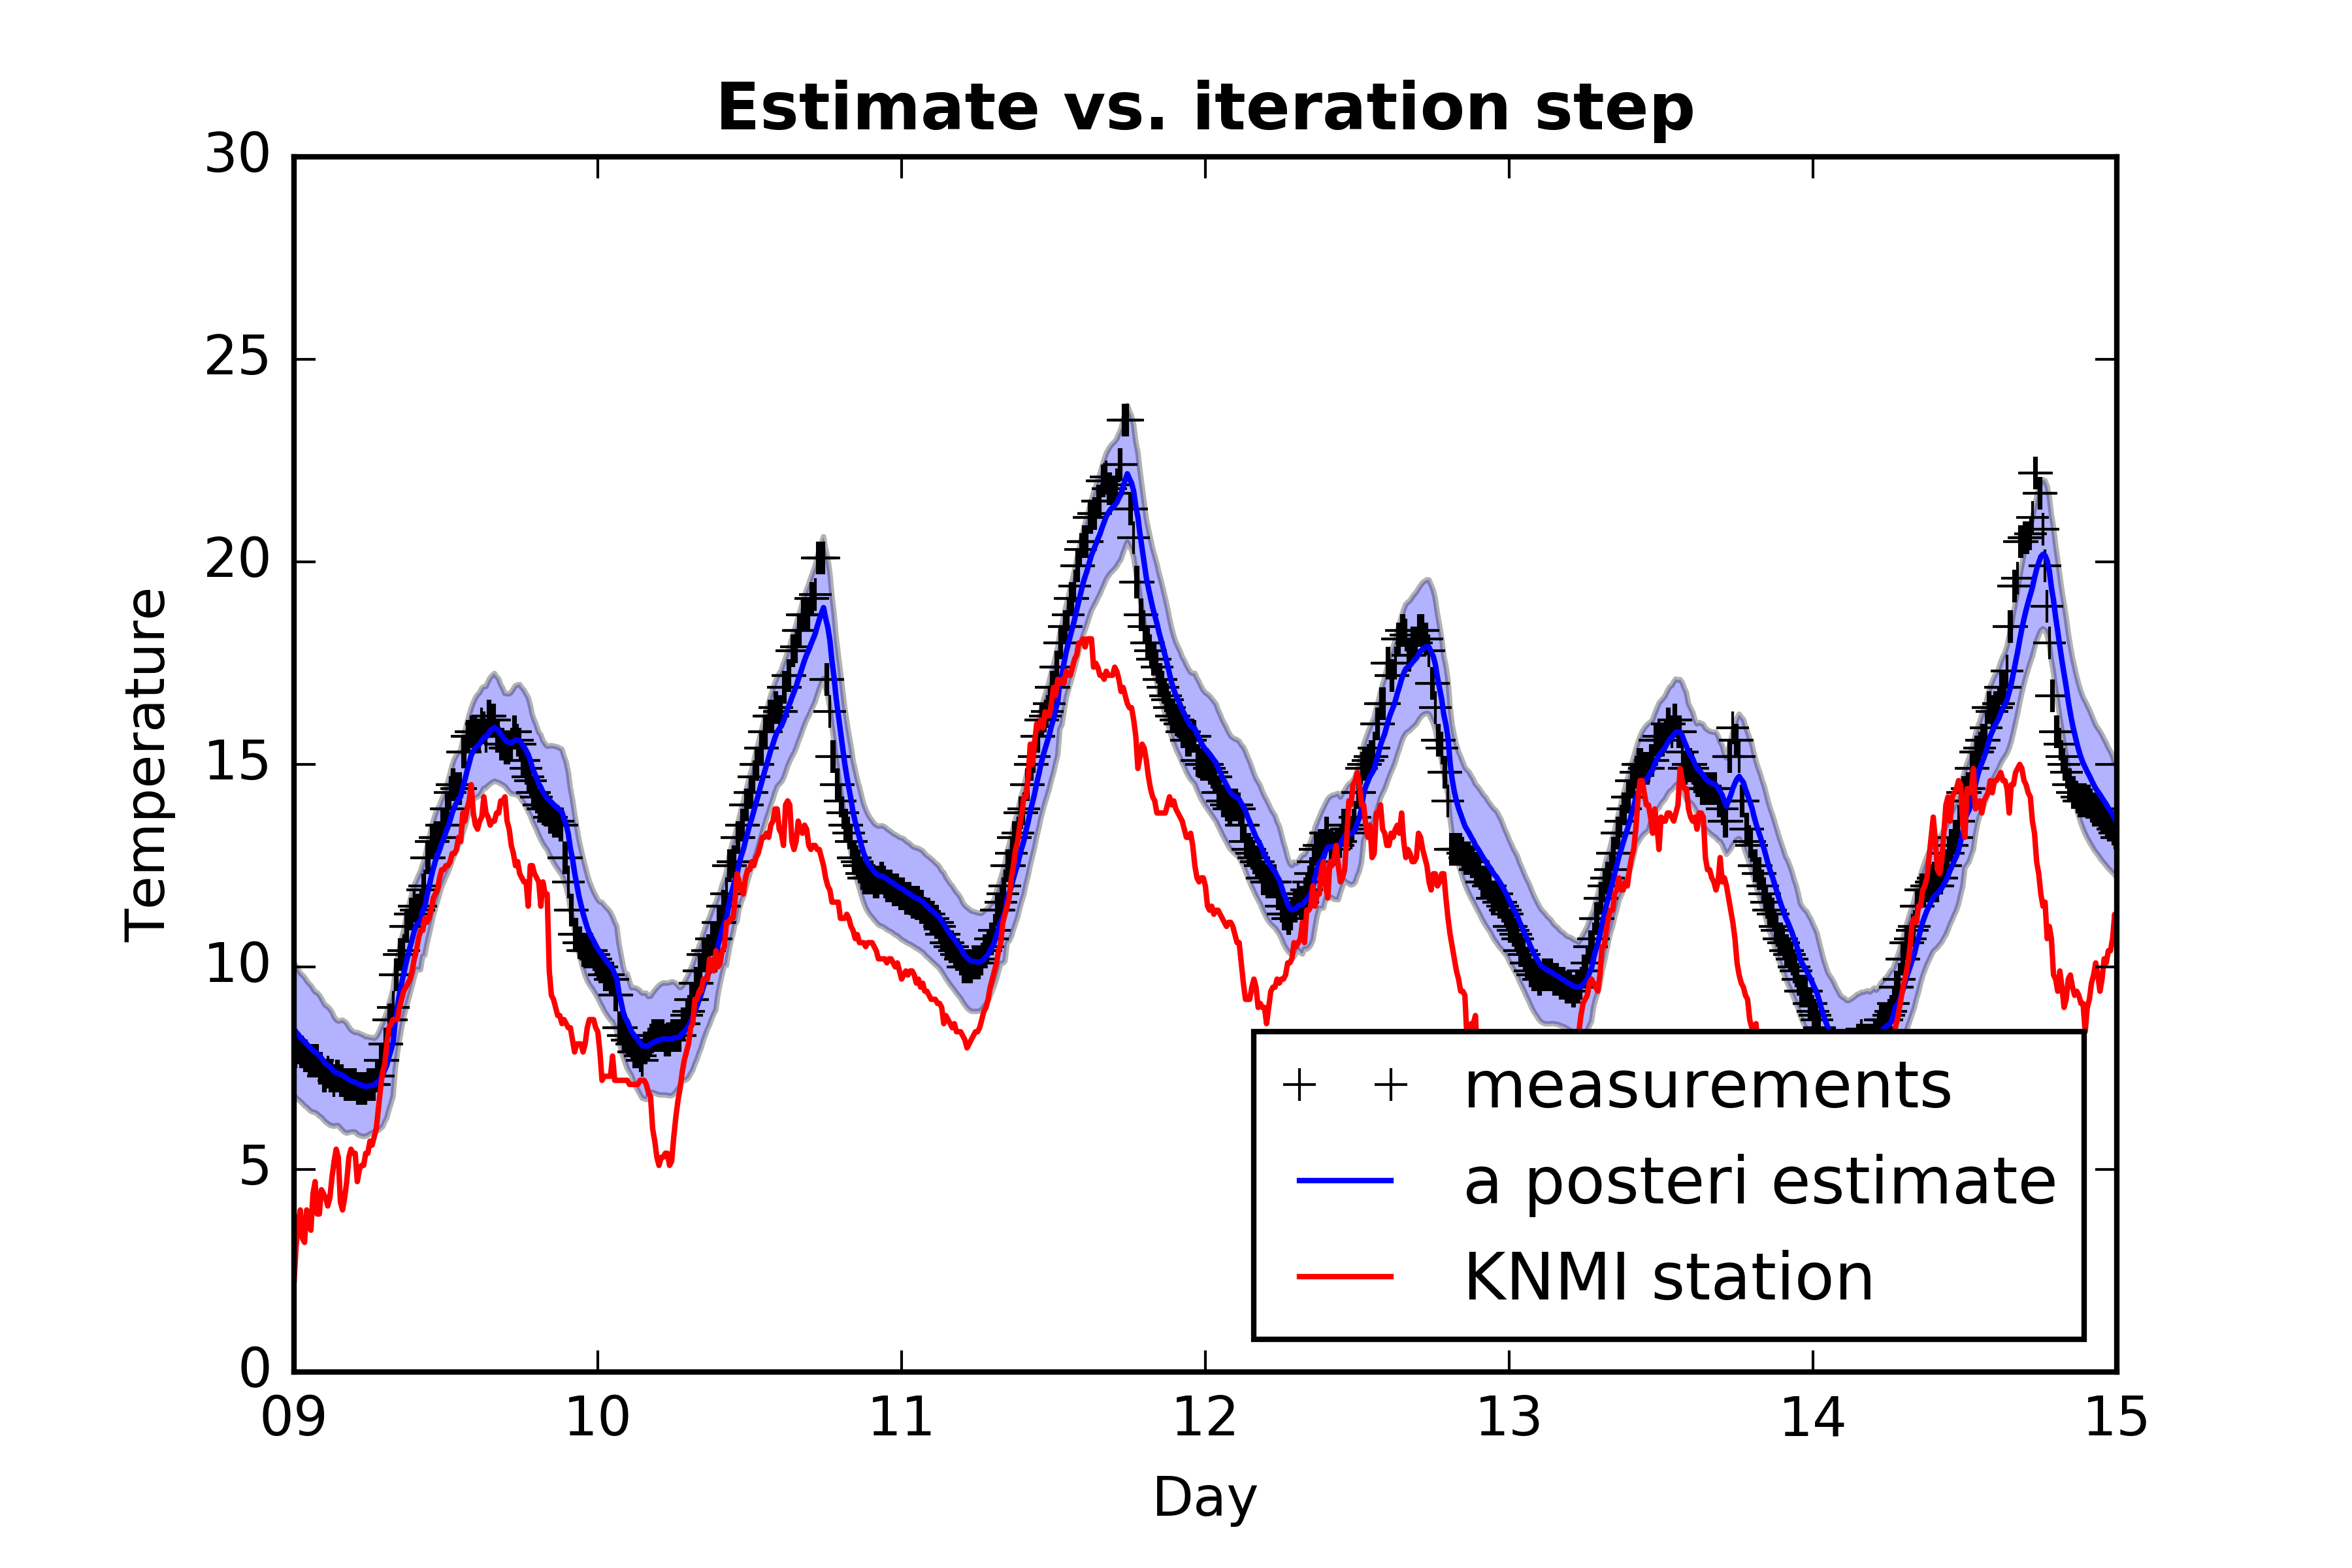 Estimate vs. iteration step
30
25
20
15
10
5
0
Temperature
09 10 11 12 13 14 15
Day
measurements
a posteri estimate
KNMI station